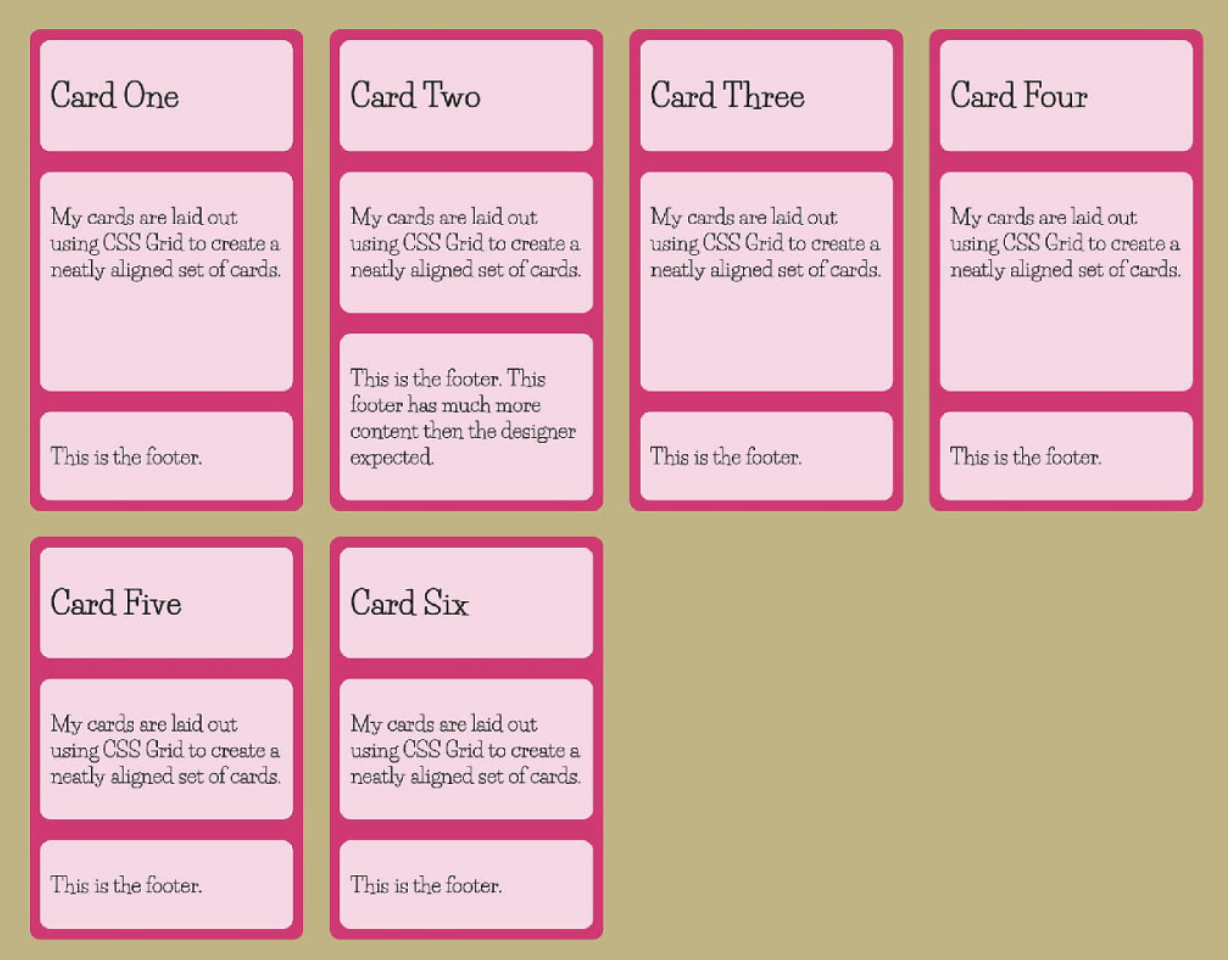 Card One
My cards are laid out
using CSS Grid to create a
neatly aligned set of cards.
This is the footer.
Card Two
My cards are laid out
using CSS Grid to create a
neatly aligned set of cards.
This is the footer. This
footer has much more
content then the designer
expected.
Card Three
My cards are laid out
using CSS Grid to create a
neatly aligned set of cards.
This is the footer.
Card Four
My cards are laid out
using CSS Grid to create a
neatly aligned set of cards.
This is the footer.
Card Five
My cards are laid out
using CSS Grid to create a
neatly aligned set of cards.
This is the footer.
Card Six
My cards are laid out
using CSS Grid to create a
neatly aligned set of cards.
This is the footer.